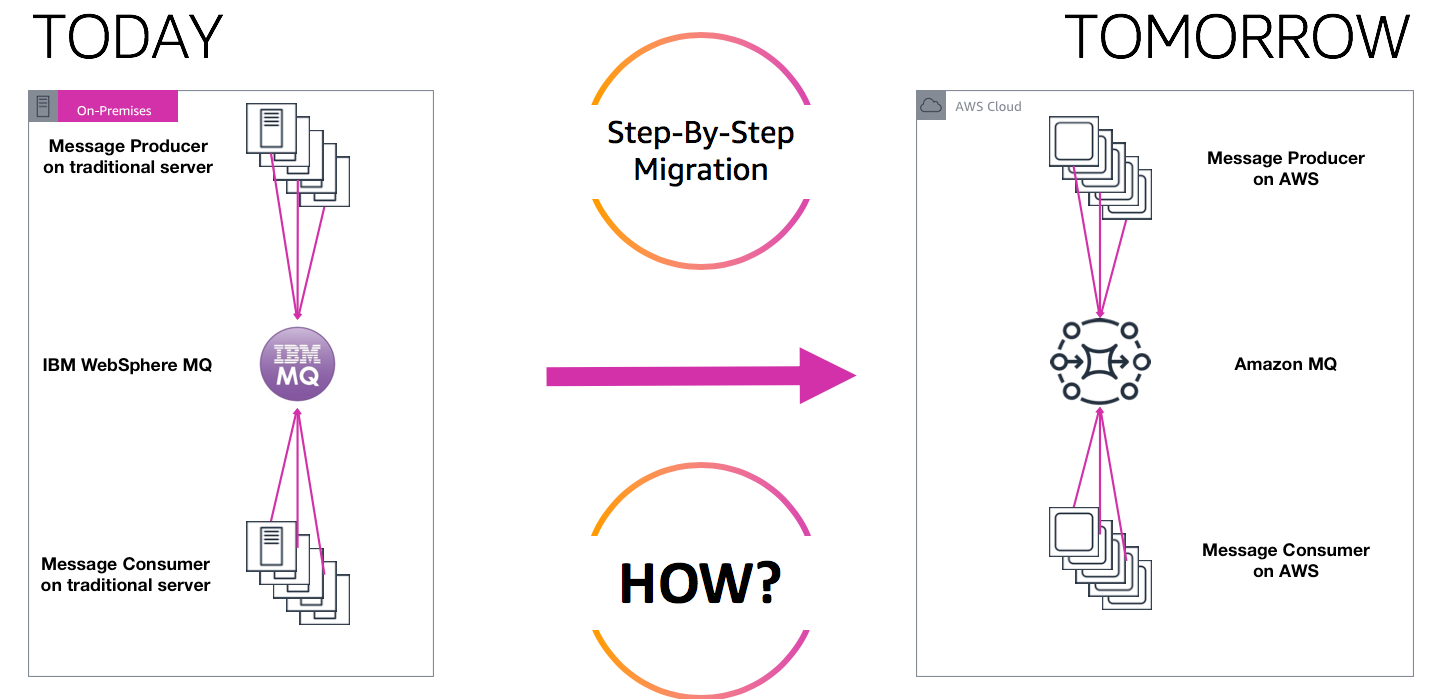 TODAY
TOMORROW
On-Premises
Message Producer
on traditional server
IBM WebSphere MQ
IBM
MQ
Message Consumer
on traditional server
Step-By-Step
Migration
HOW?
AWS Cloud
Message Producer
on AWS
Amazon MQ
Message Consumer
on AWS